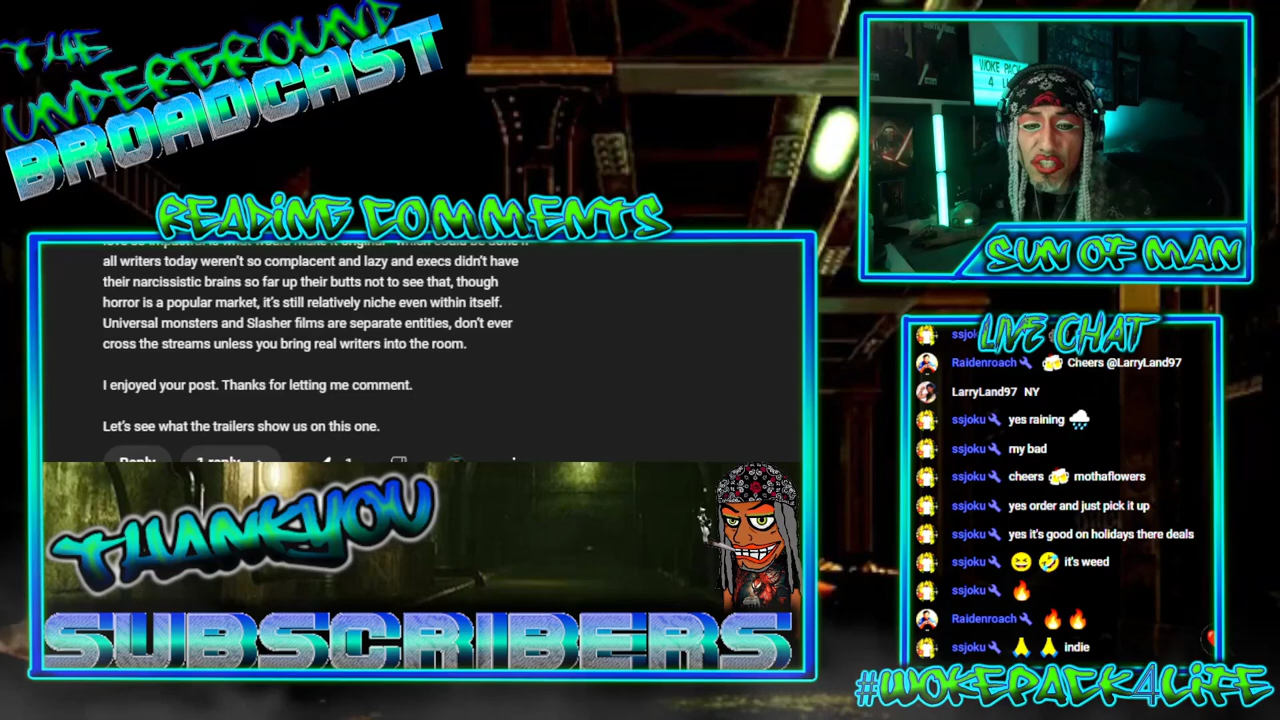 THE
UNDERGROUND
BROADCAST
READING COMMENTS
all writers today weren't so complacent and lazy and execs didn't have
their narcissistic brains so far up their butts not to see that, though
horror is a popular market, it's still relatively niche even within itself.
Universal monsters and Slasher films are separate entities, don't ever
cross the streams unless you bring real writers into the room.
I enjoyed your post. Thanks for letting me comment.
Let's see what the trailers show us on this one.
Reply 1 reply
THANKYOU
SUBSCRIBERS
WOKE PACK
4
SUN OF MAN
LIVE CHAT
Raidenroach Cheers @LarryLand97
LarryLand97 NY
ssjoku yes raining
ssjoku my bad
ssjoku cheers 🍻 mothaflowers
ssjoku yes order and just pick it up
ssjoku yes it's good on holidays there deals
ssjoku 😆 🤣 it's weed
ssjoku 🔥
Raidenroach 🔥 🔥
ssjoku 🙏 🙏 indie
#WOKEPACK4LIFE